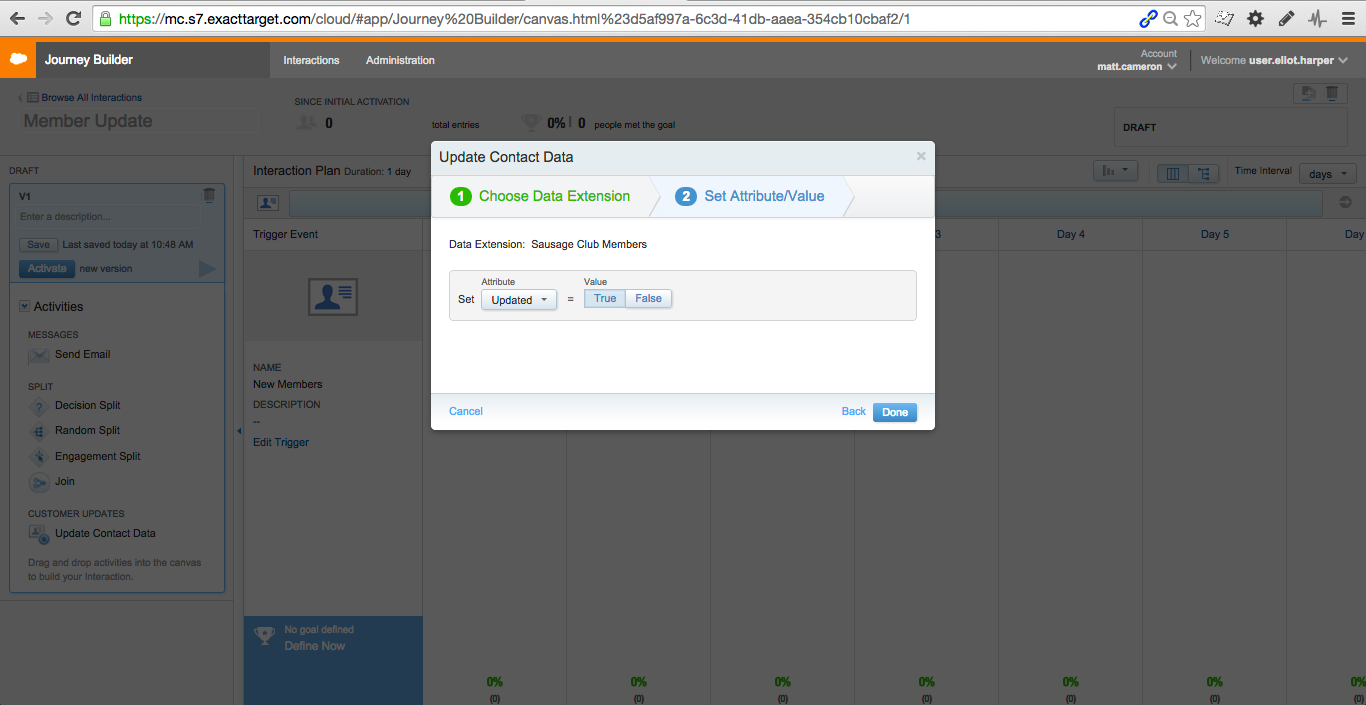 https://mc.s7.exacttarget.com/cloud/#app/Journey%20Builder/canvas.html%23d5af997a-6c3d-41db-aaea-354cb10cbaf2/1
Journey Builder
Interactions
Administration
Account
matt.cameron
Welcome user.eliot.harper
Browse All Interactions
Member Update
SINCE INITIAL ACTIVATION
0
total entries
0% | 0
people met the goal
DRAFT
DRAFT
V1
Enter a description...
Save
Last saved today at 10:48 AM
Activate
new version
Activities
MESSAGES
Send Email
SPLIT
Decision Split
Random Split
Engagement Split
Join
CUSTOMER UPDATES
Update Contact Data
Drag and drop activities into the canvas
to build your Interaction.
Interaction Plan Duration: 1 day
Time Interval
days
Trigger Event
3
Day 4
Day 5
Day
NAME
New Members
DESCRIPTION
--
Edit Trigger
No goal defined
Define Now
Update Contact Data
×
1 Choose Data Extension
2 Set Attribute/Value
Data Extension: Sausage Club Members
Attribute
Value
Set
Updated
=
True
False
Cancel
Back
Done
0% 0% 0% 0% 0% 0% 0%
(0) (0) (0) (0) (0) (0) (0)